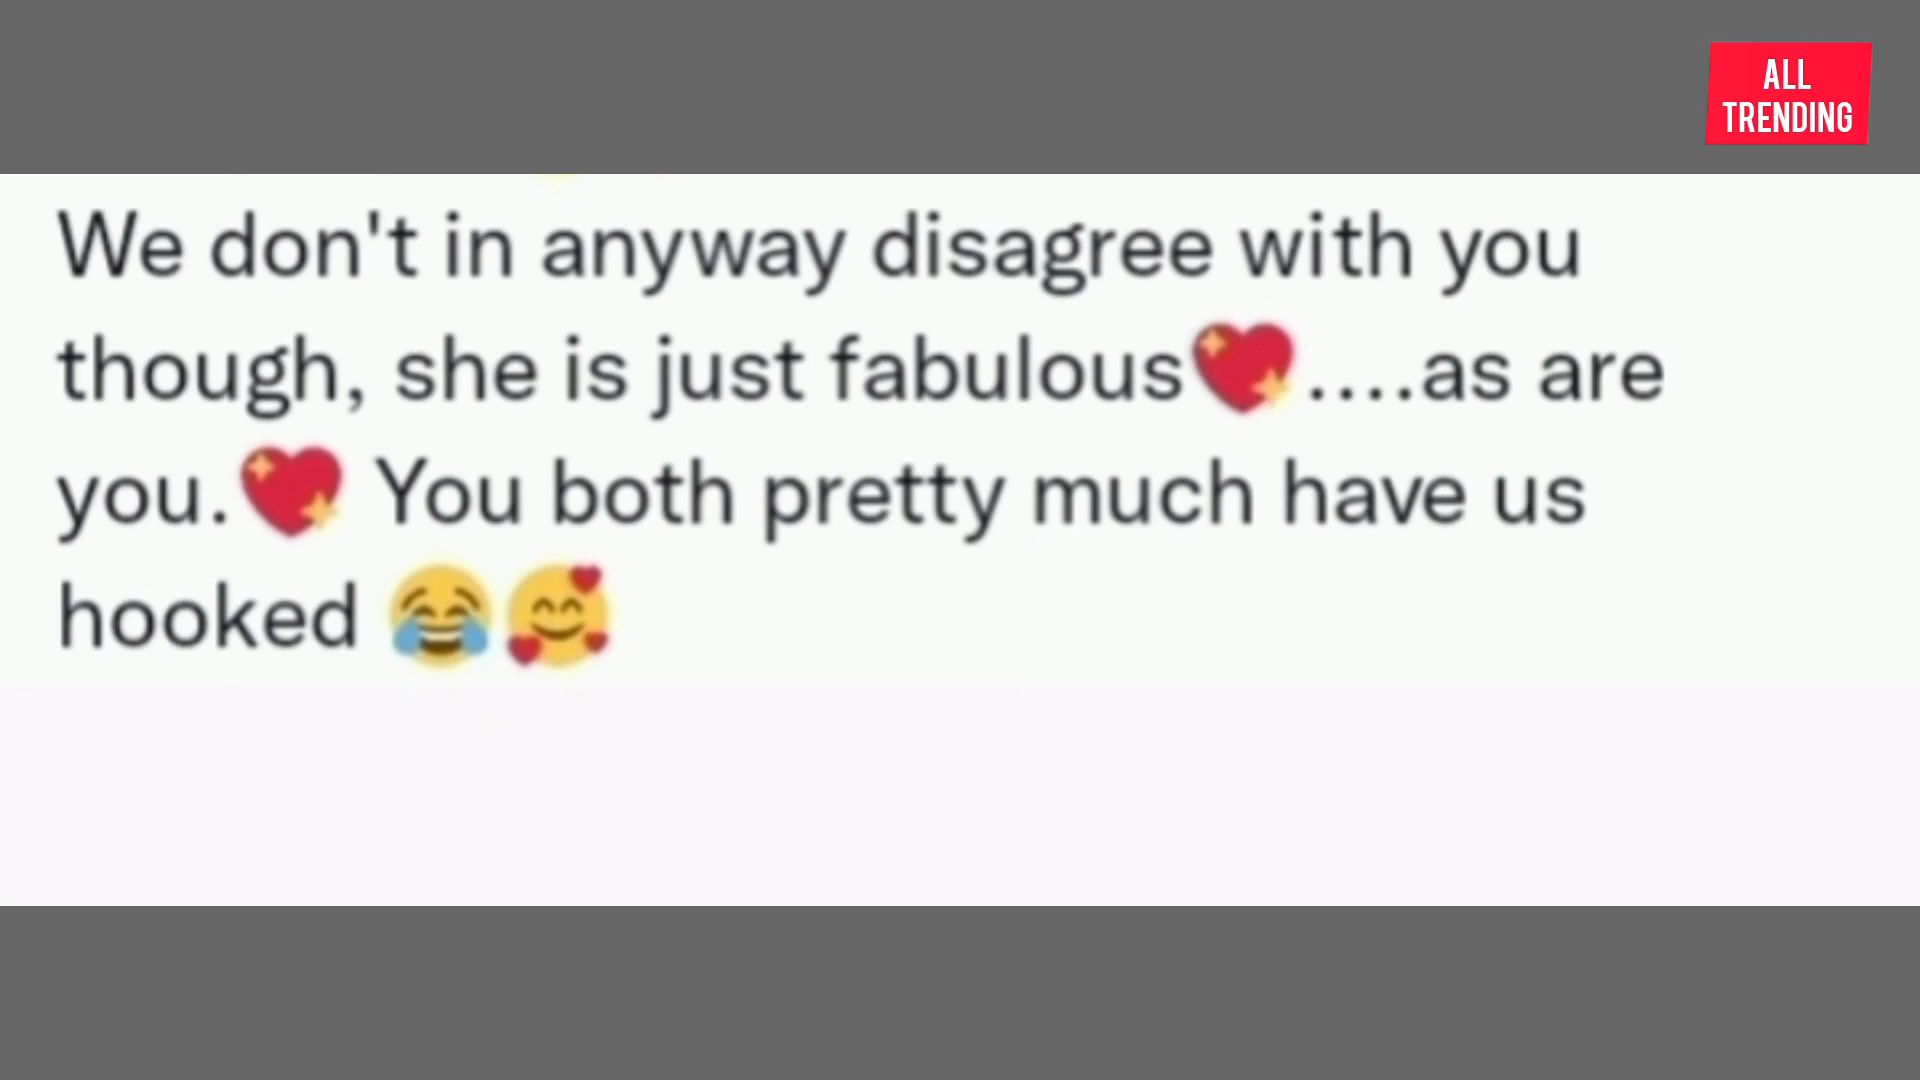 ALL
TRENDING
We don't in anyway disagree with you
though, she is just fabulous💖....as are
you.💖 You both pretty much have us
hooked 😂🥰